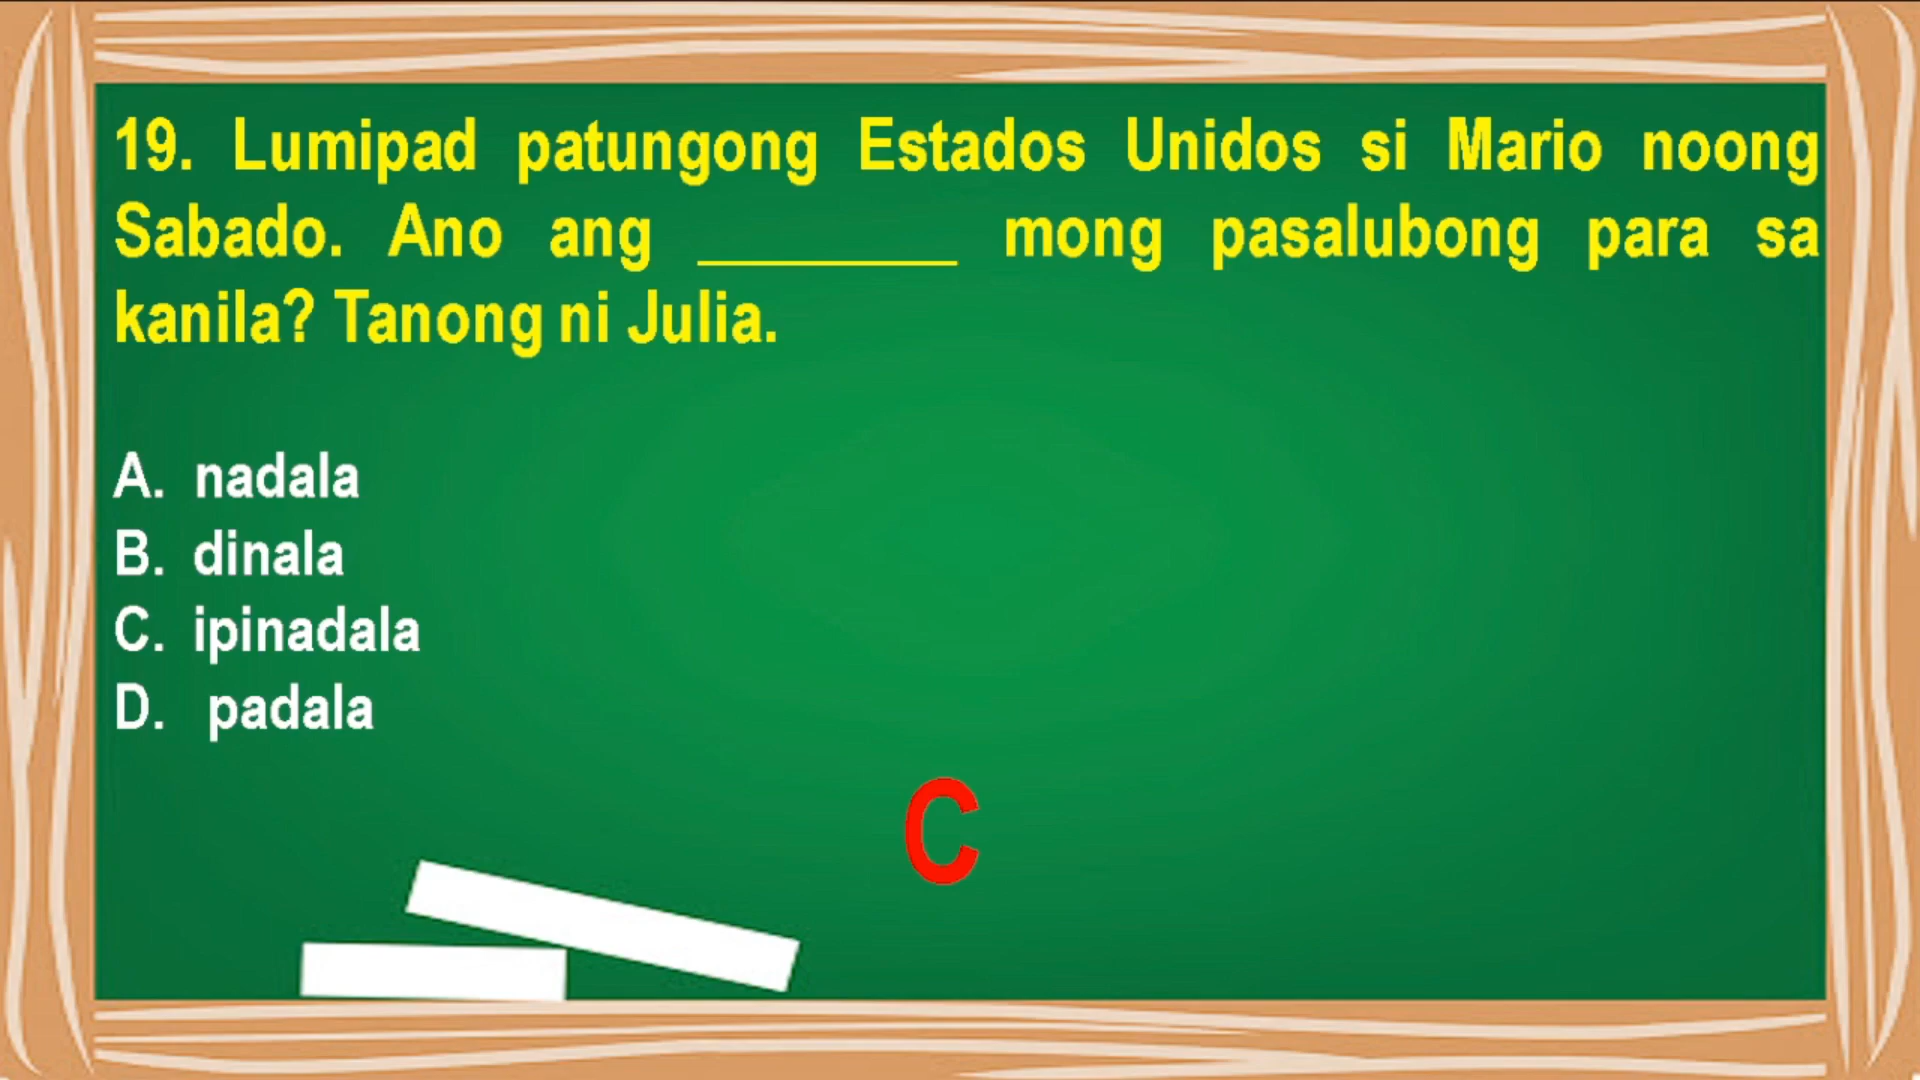 19. Lumipad patungong Estados Unidos si Mario noong
Sabado. Ano ang ________ mong pasalubong para sa
kanila? Tanong ni Julia.
A. nadala
B. dinala
C. ipinadala
D. padala
C